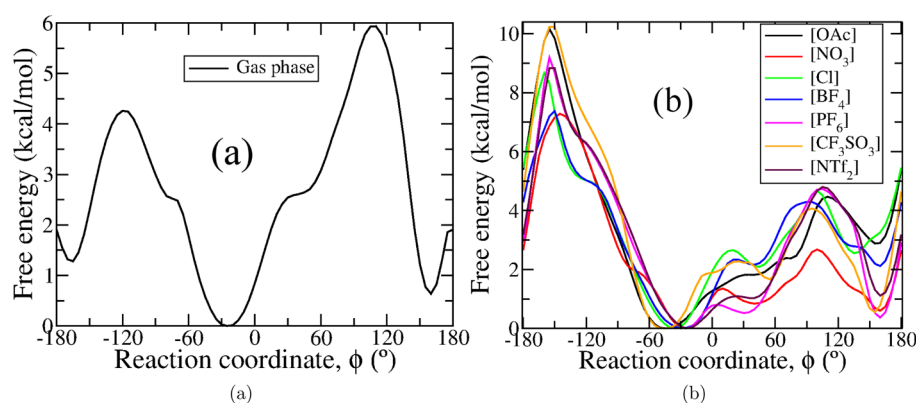 6
5
4
3
2
1
0
Free energy (kcal/mol)
Gas phase
(a)
-180 -120 -60 0 60 120 180
Reaction coordinate, ϕ (º)
(a)
10
8
6
4
2
0
Free energy (kcal/mol)
[OAc]
[NO3]
[Cl]
[BF4]
[PF6]
[CF3SO3]
[NTf2]
(b)
-180 -120 -60 0 60 120 180
Reaction coordinate, ϕ (º)
(b)